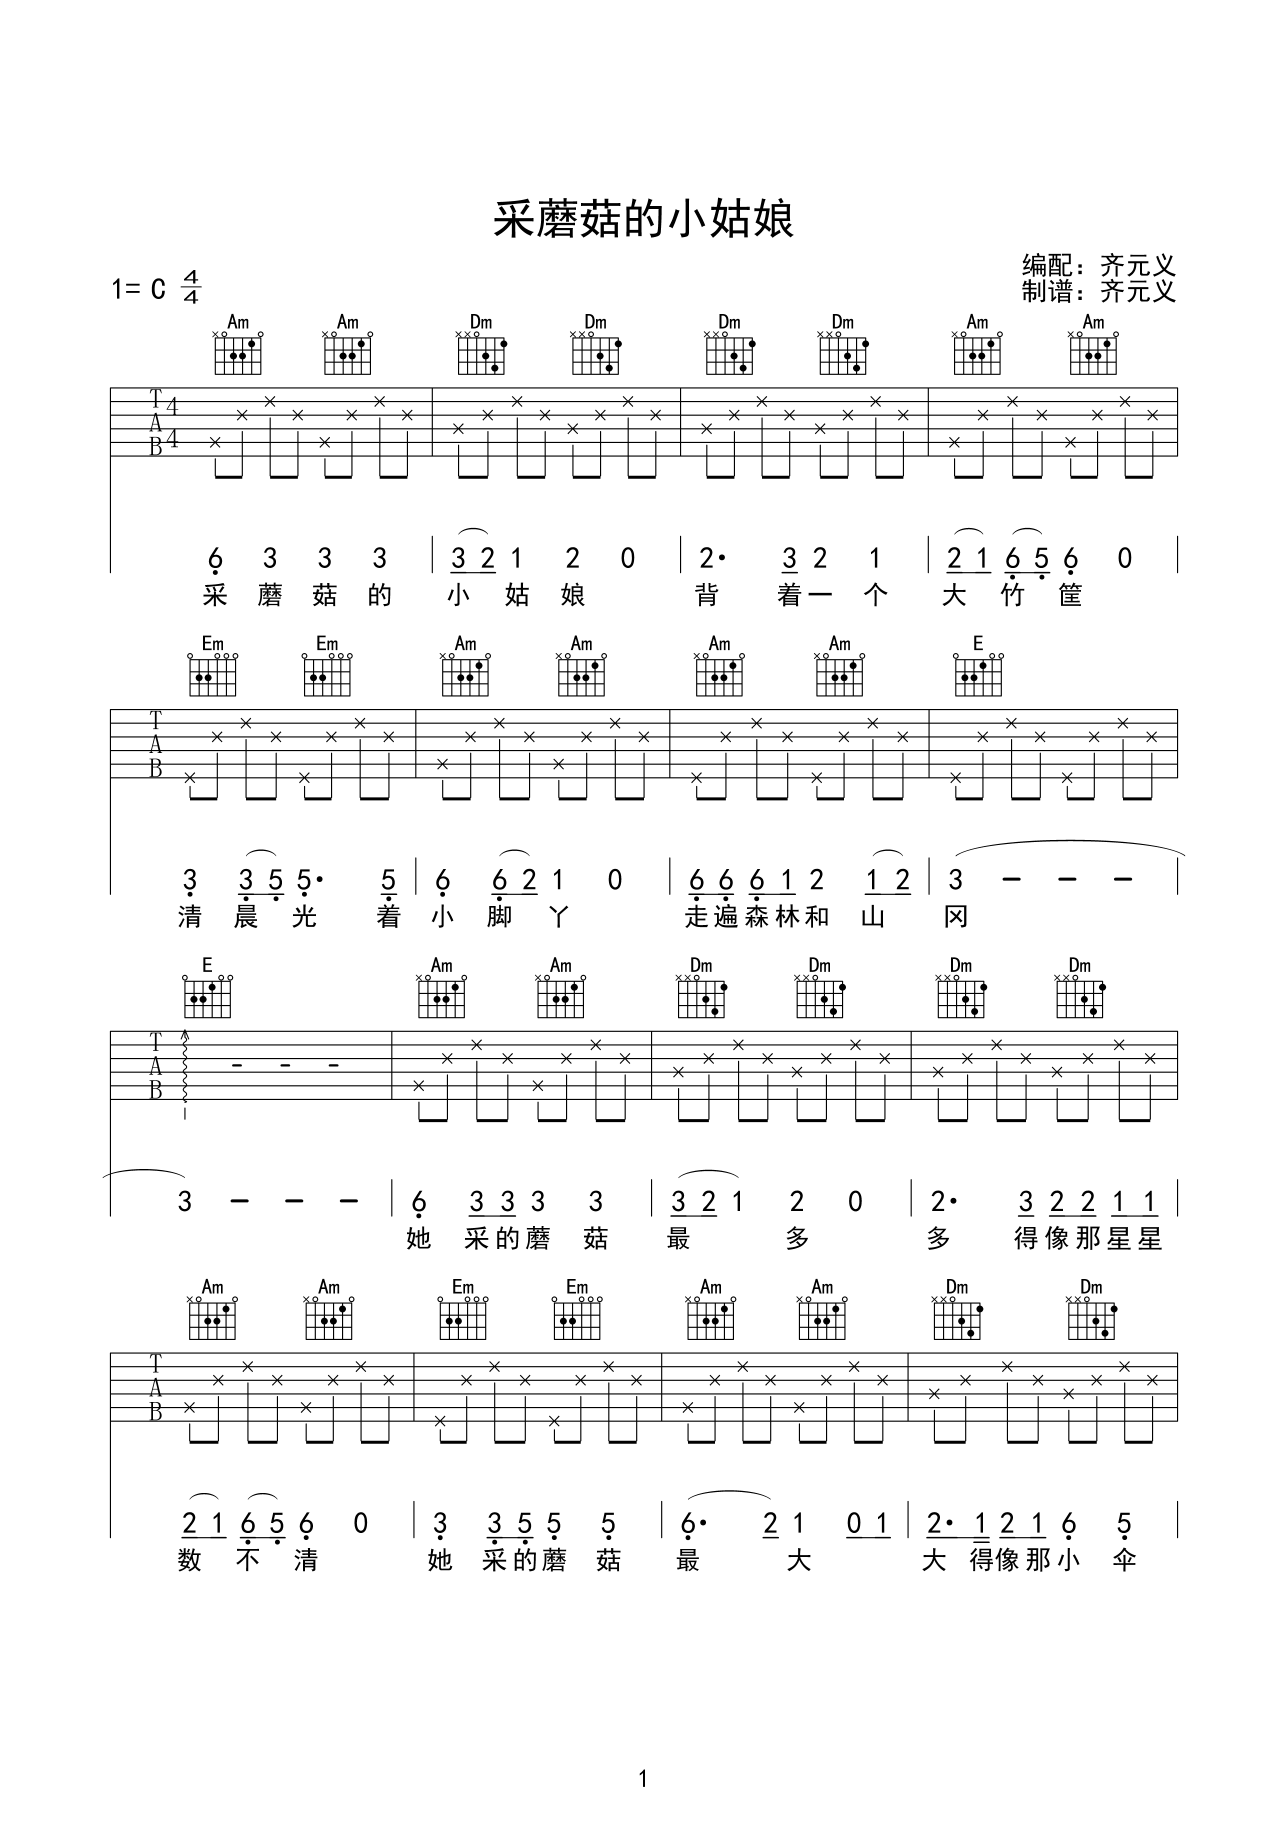 采蘑菇的小姑娘
编配：齐元义
1= C 4/4
制谱：齐元义
Am Am Dm Dm Dm Dm Am Am
T A B 4 4
6 3 3 3 3 2 1 2 0 2· 3 2 1 2 1 6 5 6 0
采 蘑 菇 的 小 姑 娘 背 着 一 个 大 竹 筐
Em Em Am Am Am Am E
T A B
3 3 5 5· 5 6 6 2 1 0 6 6 6 1 2 1 2 3 − − −
清 晨 光 着 小 脚 丫 走 遍 森 林 和 山 冈
E Am Am Dm Dm Dm Dm
T A B
3 − − − 6 3 3 3 3 3 2 1 2 0 2· 3 2 2 1 1
她 采 的 蘑 菇 最 多 多 得 像 那 星 星
Am Am Em Em Am Am Dm Dm
T A B
2 1 6 5 6 0 3 3 5 5 5 6· 2 1 0 1 2· 1 2 1 6 5
数 不 清 她 采 的 蘑 菇 最 大 大 得 像 那 小 伞
1